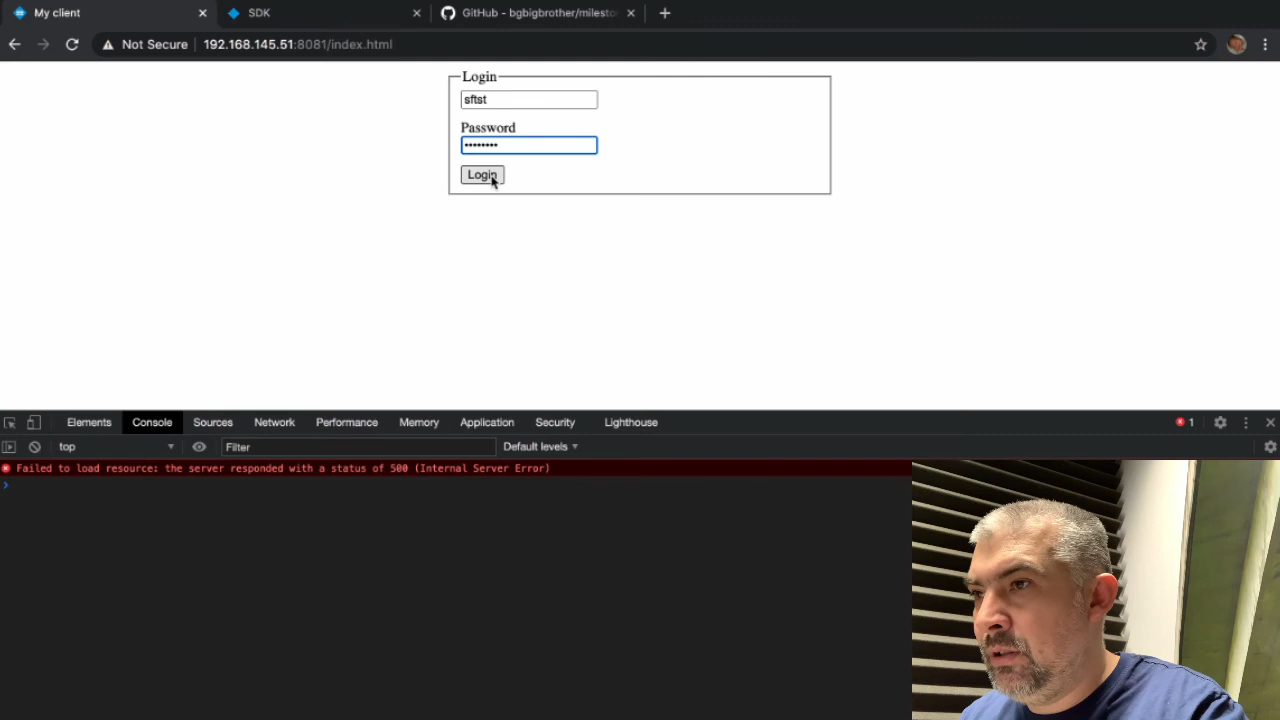 My client
SDK
GitHub - bgbigbrother/milesto
Not Secure
192.168.145.51:8081/index.html
Login
sftst
Password
••••••••
Login
Elements
Console
Sources
Network
Performance
Memory
Application
Security
Lighthouse
1
top
Filter
Default levels
Failed to load resource: the server responded with a status of 500 (Internal Server Error)